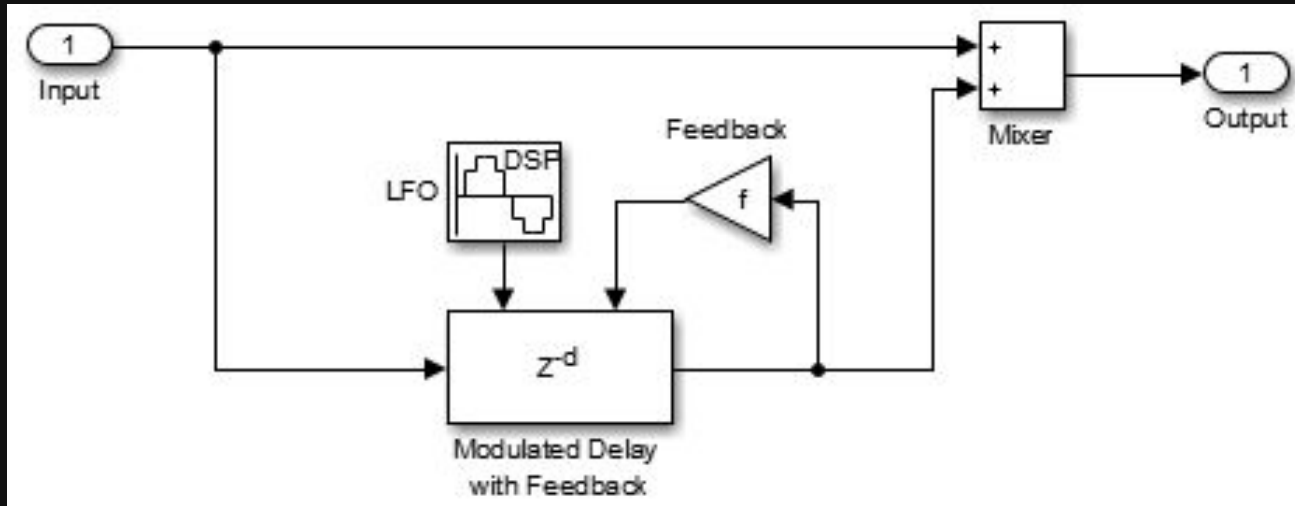 1
Input
+
+
Mixer
1
Output
Feedback
f
LFO
DSP
Z-d
Modulated Delay
with Feedback